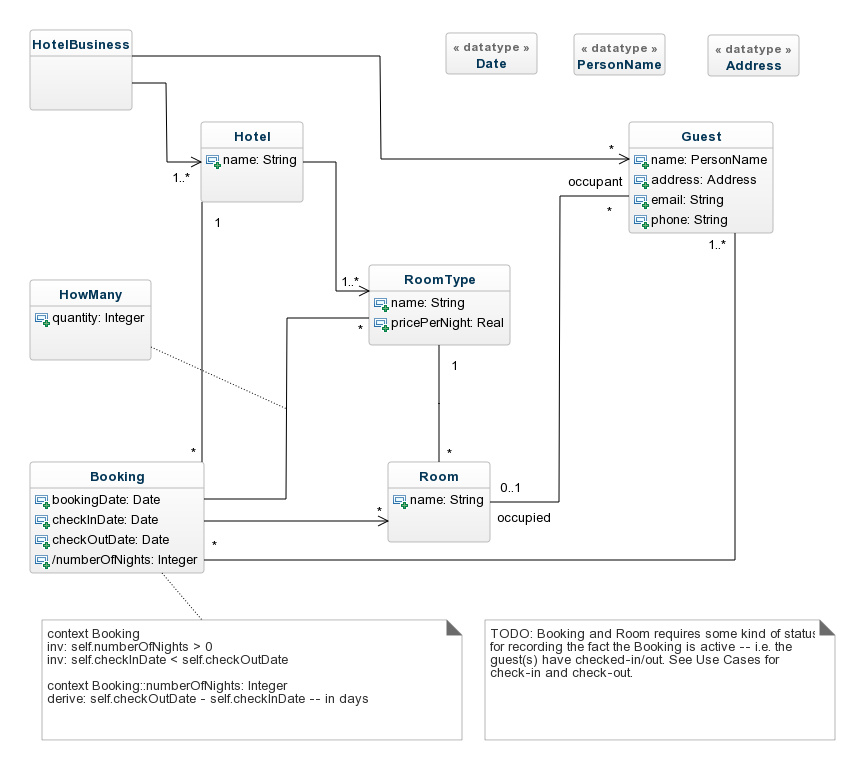 HotelBusiness
« datatype »
Date
« datatype »
PersonName
« datatype »
Address
Hotel
name: String
1..*
1
Guest
name: PersonName
address: Address
email: String
phone: String
*
occupant
*
1..*
RoomType
name: String
pricePerNight: Real
1..*
*
1
HowMany
quantity: Integer
*
Booking
bookingDate: Date
checkInDate: Date
checkOutDate: Date
/numberOfNights: Integer
*
*
*
Room
name: String
0..1
occupied
context Booking
inv: self.numberOfNights > 0
inv: self.checkInDate < self.checkOutDate
context Booking::numberOfNights: Integer
derive: self.checkOutDate - self.checkInDate -- in days
TODO: Booking and Room requires some kind of status
for recording the fact the Booking is active -- i.e. the
guest(s) have checked-in/out. See Use Cases for
check-in and check-out.